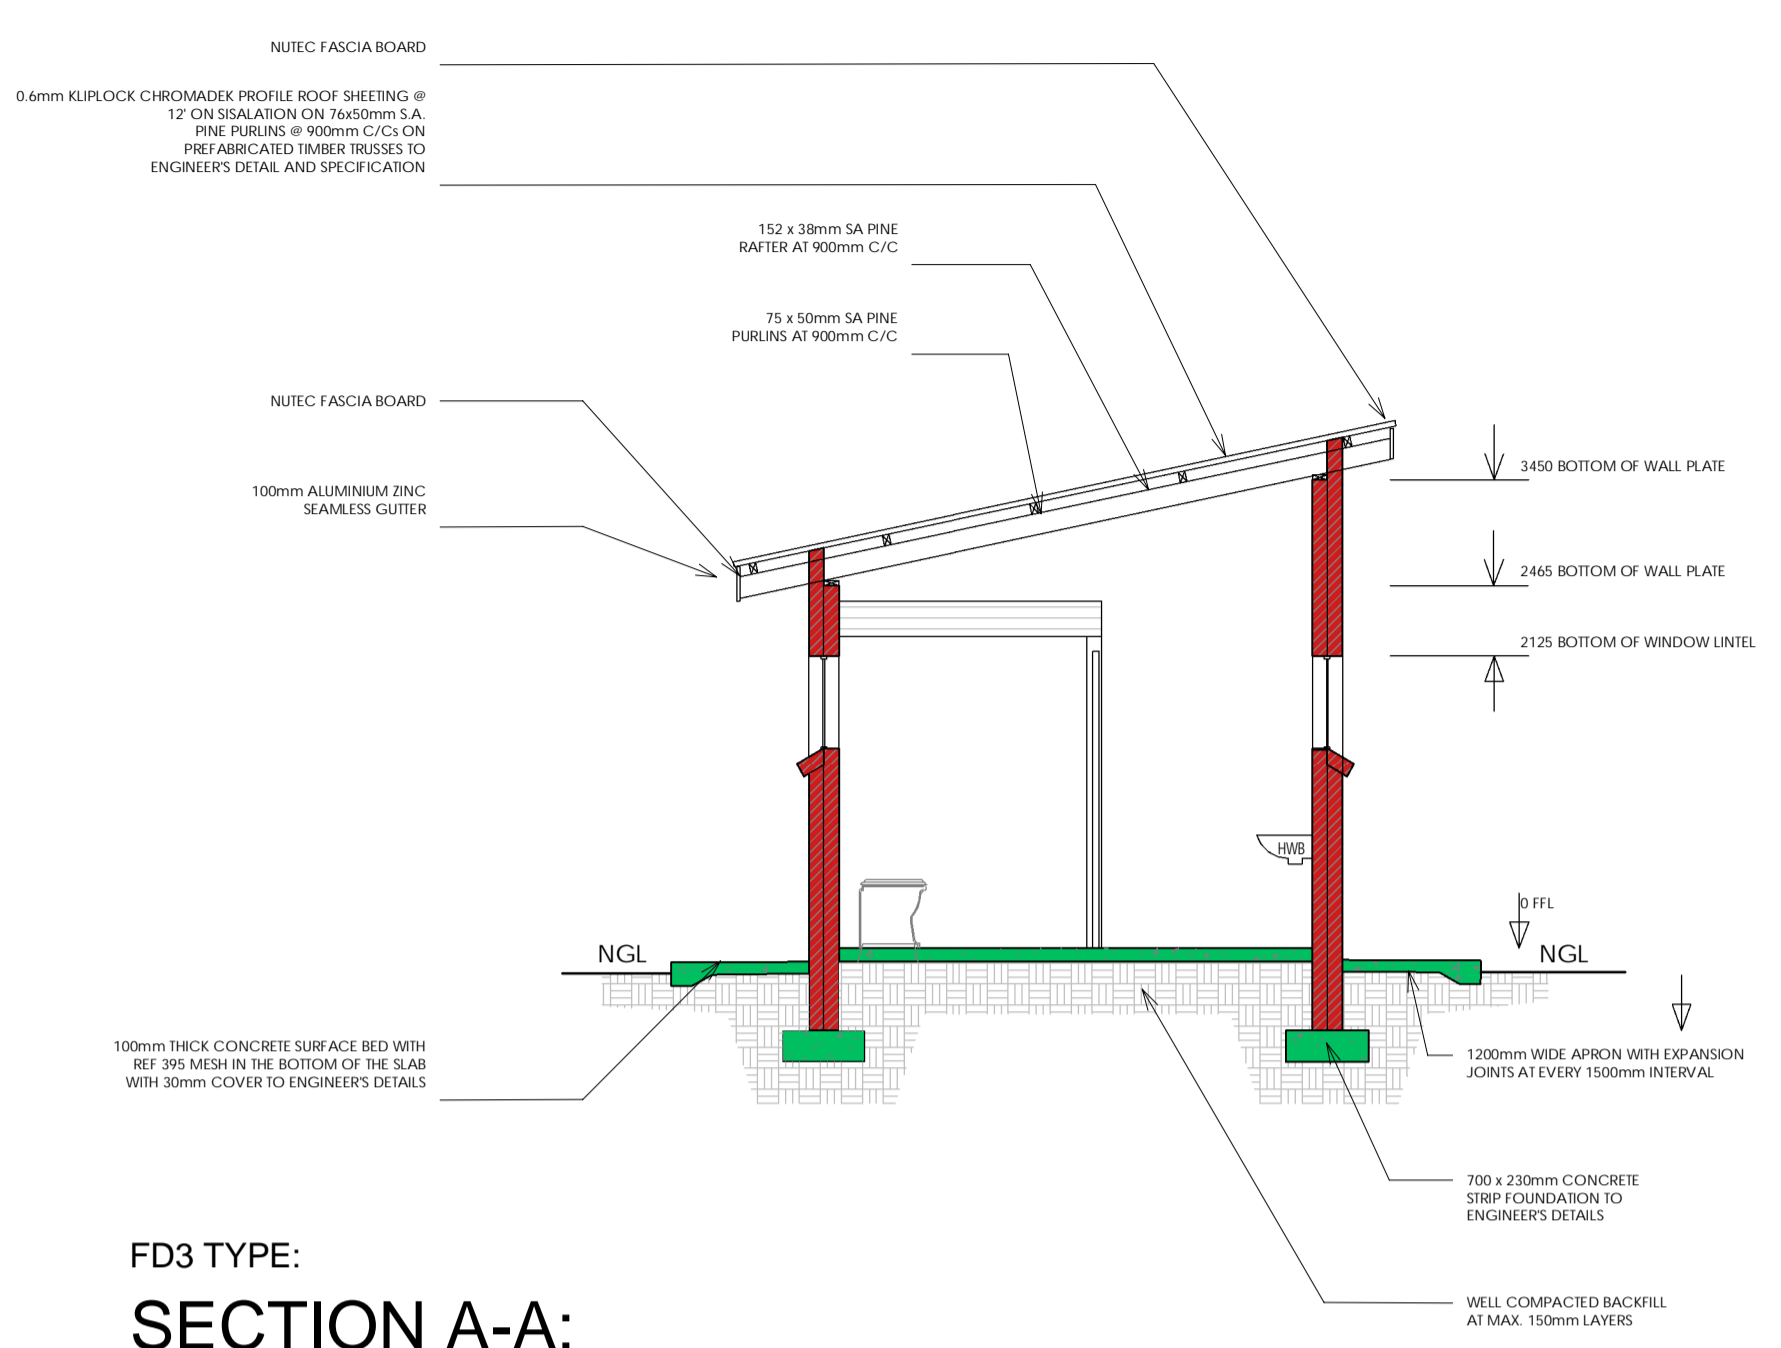 NUTEC FASCIA BOARD
0.6mm KLIPLOCK CHROMADEK PROFILE ROOF SHEETING @
12' ON SISALATION ON 76x50mm S.A.
PINE PURLINS @ 900mm C/Cs ON
PREFABRICATED TIMBER TRUSSES TO
ENGINEER'S DETAIL AND SPECIFICATION
152 x 38mm SA PINE
RAFTER AT 900mm C/C
75 x 50mm SA PINE
PURLINS AT 900mm C/C
NUTEC FASCIA BOARD
100mm ALUMINIUM ZINC
SEAMLESS GUTTER
3450 BOTTOM OF WALL PLATE
2465 BOTTOM OF WALL PLATE
2125 BOTTOM OF WINDOW LINTEL
HWB
0 FFL
NGL
NGL
100mm THICK CONCRETE SURFACE BED WITH
REF 395 MESH IN THE BOTTOM OF THE SLAB
WITH 30mm COVER TO ENGINEER'S DETAILS
1200mm WIDE APRON WITH EXPANSION
JOINTS AT EVERY 1500mm INTERVAL
700 x 230mm CONCRETE
STRIP FOUNDATION TO
ENGINEER'S DETAILS
WELL COMPACTED BACKFILL
AT MAX. 150mm LAYERS
FD3 TYPE:
SECTION A-A: